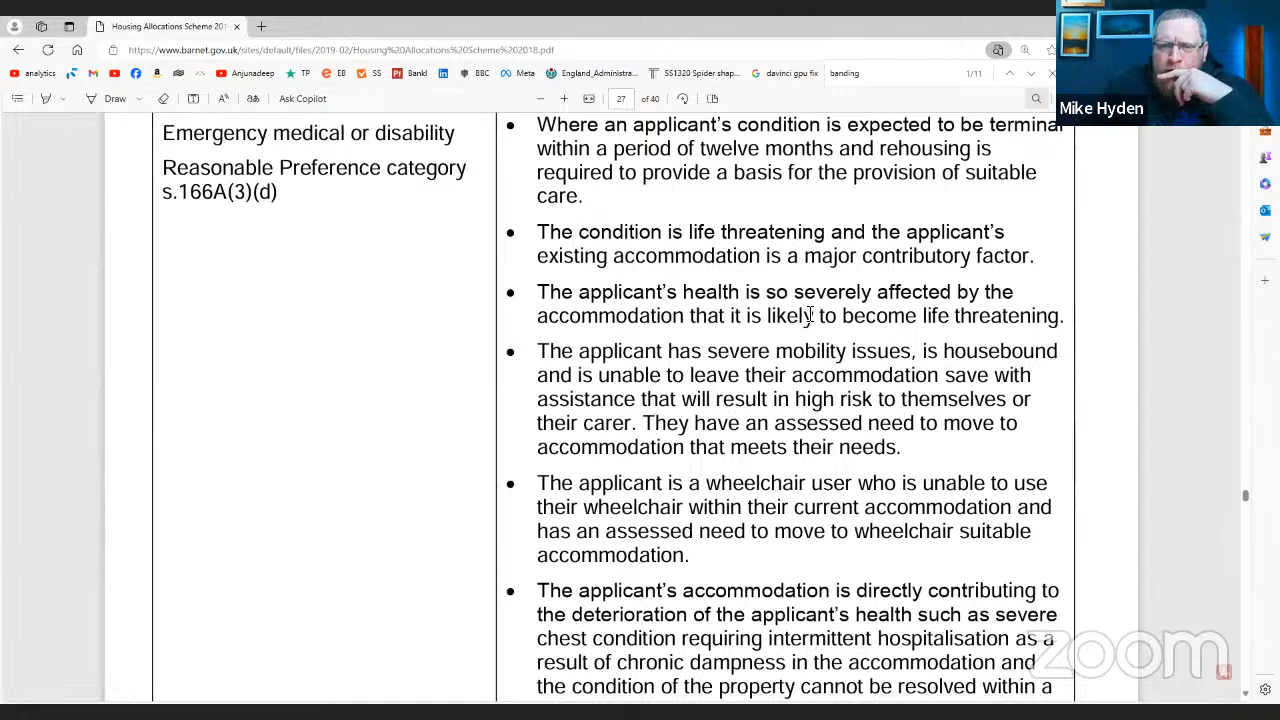 Housing Allocations Scheme 201
https://www.barnet.gov.uk/sites/default/files/2019-02/Housing%20Allocations%20Scheme%202018.pdf
analytics
Anjunadeep
TP
EB
SS
Bankl
BBC
Meta
England_Administra...
SS1320 Spider shap...
davinci gpu fix
banding
1/11
Draw
Ask Copilot
27
of 40
Mike Hyden
Emergency medical or disability
Reasonable Preference category
s.166A(3)(d)
• Where an applicant's condition is expected to be terminal
within a period of twelve months and rehousing is
required to provide a basis for the provision of suitable
care.
• The condition is life threatening and the applicant's
existing accommodation is a major contributory factor.
• The applicant's health is so severely affected by the
accommodation that it is likely to become life threatening.
• The applicant has severe mobility issues, is housebound
and is unable to leave their accommodation save with
assistance that will result in high risk to themselves or
their carer. They have an assessed need to move to
accommodation that meets their needs.
• The applicant is a wheelchair user who is unable to use
their wheelchair within their current accommodation and
has an assessed need to move to wheelchair suitable
accommodation.
• The applicant's accommodation is directly contributing to
the deterioration of the applicant's health such as severe
chest condition requiring intermittent hospitalisation as a
result of chronic dampness in the accommodation and
the condition of the property cannot be resolved within a
zoom